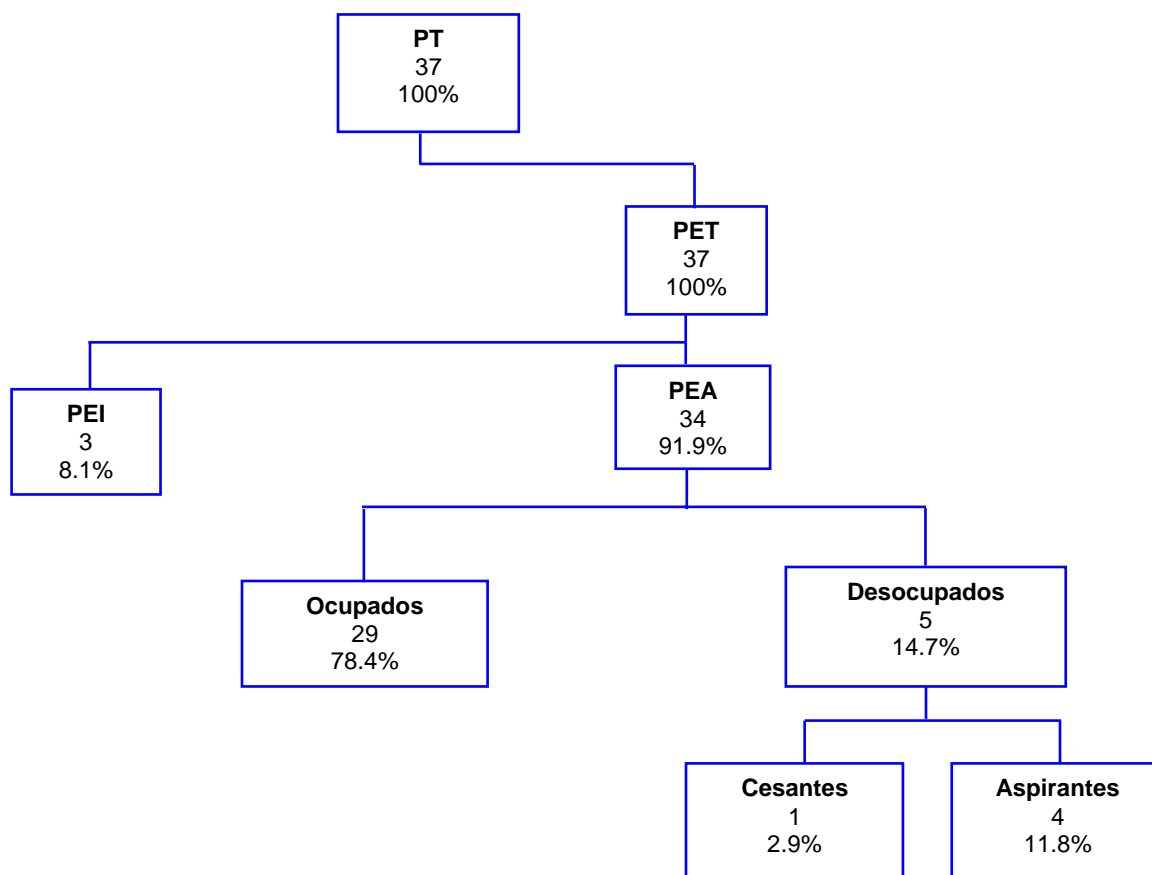 PT
37
100%
PET
37
100%
PEI
3
8.1%
PEA
34
91.9%
Ocupados
29
78.4%
Desocupados
5
14.7%
Cesantes
1
2.9%
Aspirantes
4
11.8%